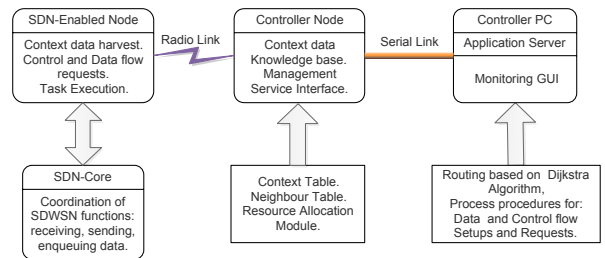 SDN-Enabled Node
Context data harvest.
Control and Data flow
requests.
Task Execution.
Radio Link
Controller Node
Context data
Knowledge base.
Management
Service Interface.
Serial Link
Controller PC
Application Server
Monitoring GUI
SDN-Core
Coordination of
SDWSN functions:
receiving, sending,
enqueuing data.
Context Table.
Neighbour Table.
Resource Allocation
Module.
Routing based on Dijkstra
Algorithm,
Process procedures for:
Data and Control flow
Setups and Requests.